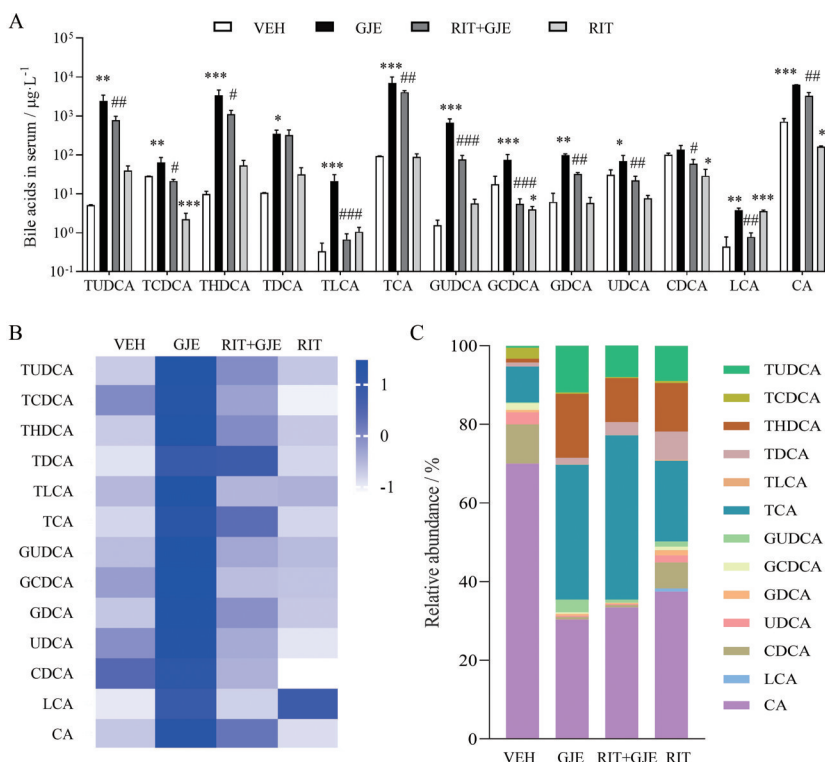 A
VEH GJE RIT+GJE RIT
Bile acids in serum / μg·L⁻¹
10⁵
10⁴
10³
10²
10¹
10⁰
10⁻¹
** ## ** # *** *** # * *** ### *** ## *** ### *** ### * ** ## * ## # * ** ## *** *** ## *
TUDCA TCDCA THDCA TDCA TLCA TCA GUDCA GCDCA GDCA UDCA CDCA LCA CA
B
VEH GJE RIT+GJE RIT
TUDCA
TCDCA
THDCA
TDCA
TLCA
TCA
GUDCA
GCDCA
GDCA
UDCA
CDCA
LCA
CA
1
0
-1
C
Relative abundance / %
100
80
60
40
20
0
VEH GJE RIT+GJE RIT
TUDCA
TCDCA
THDCA
TDCA
TLCA
TCA
GUDCA
GCDCA
GDCA
UDCA
CDCA
LCA
CA